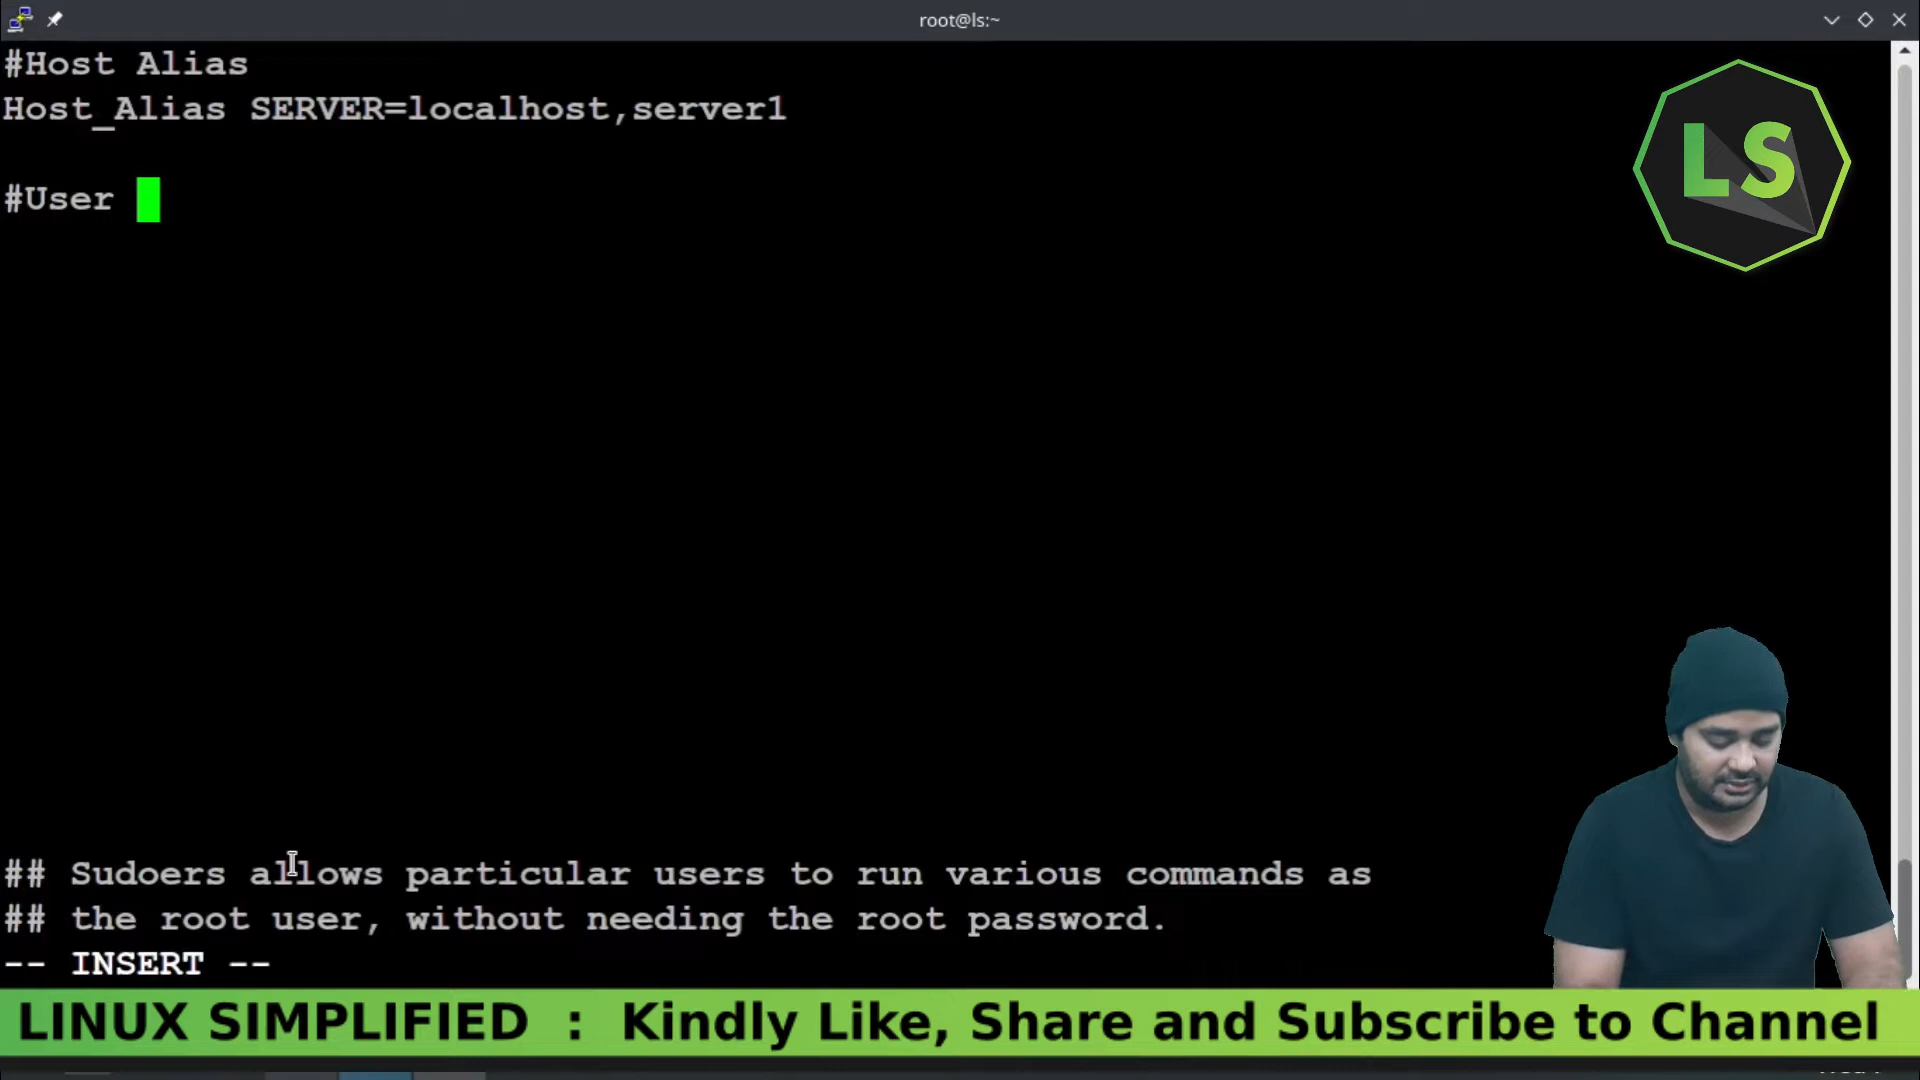 root@ls:~
#Host Alias
Host_Alias SERVER=localhost,server1
#User
LS
## Sudoers allows particular users to run various commands as
## the root user, without needing the root password.
-- INSERT --
LINUX SIMPLIFIED : Kindly Like, Share and Subscribe to Channel